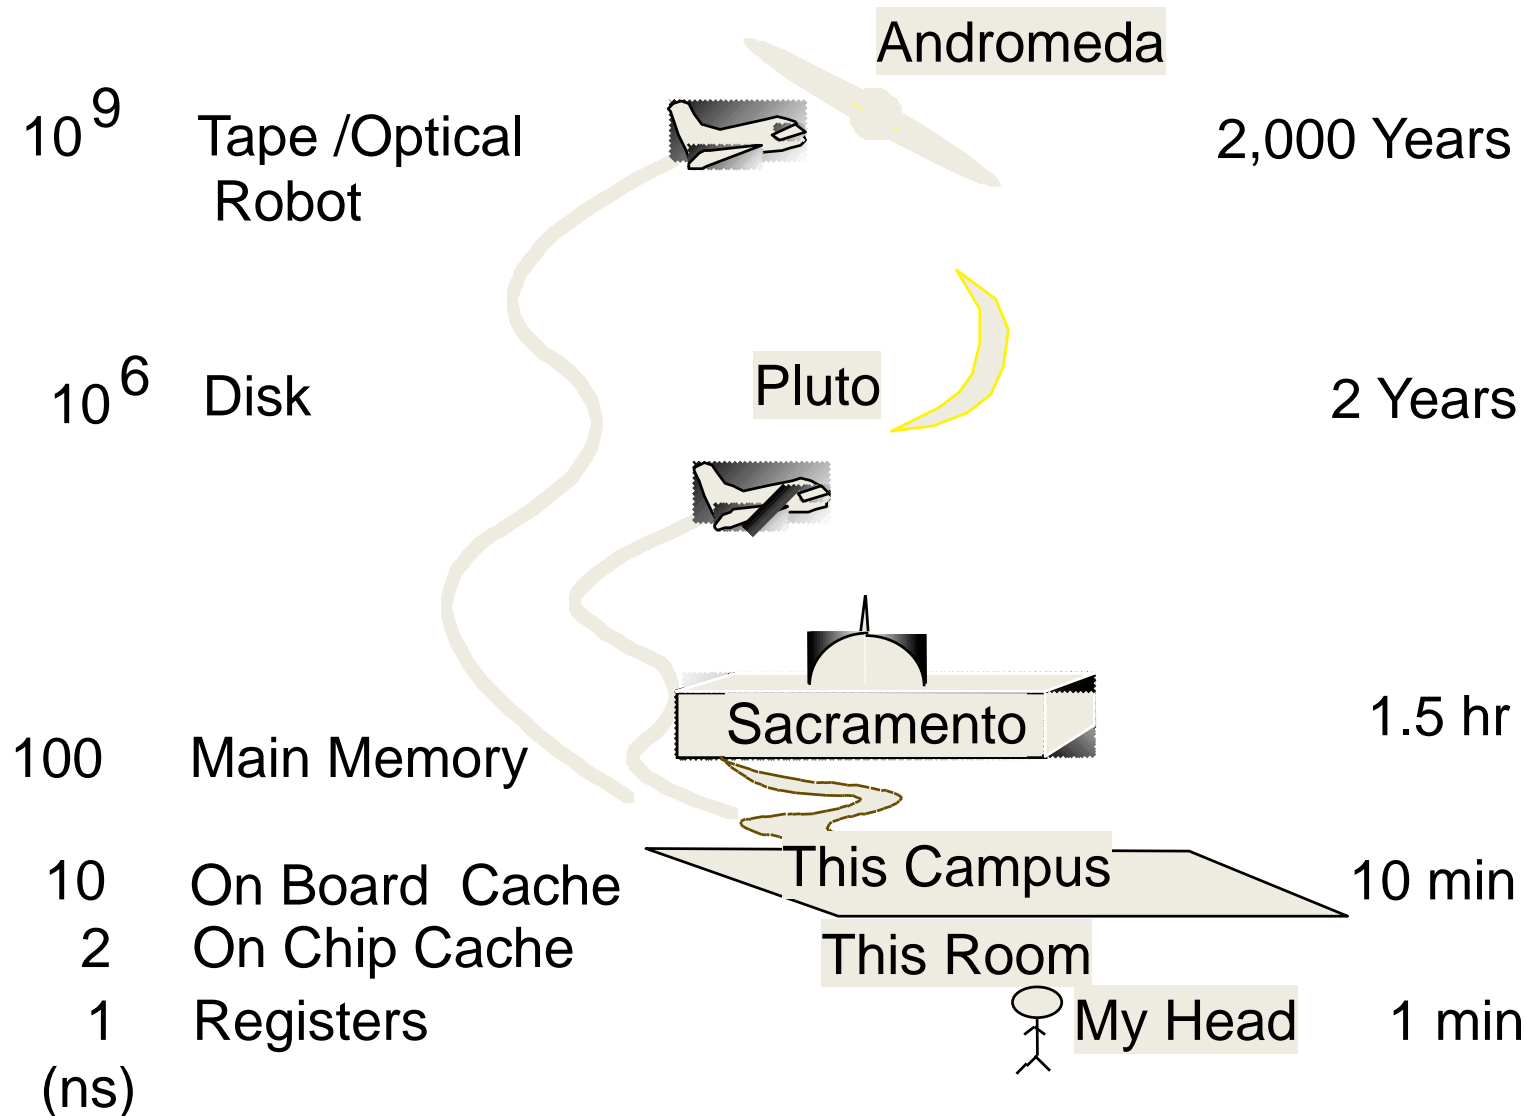 Andromeda
10^9 Tape /Optical 2,000 Years
Robot
10^6 Disk Pluto 2 Years
Sacramento 1.5 hr
100 Main Memory
This Campus
10 On Board Cache 10 min
2 On Chip Cache This Room
1 Registers My Head 1 min
(ns)